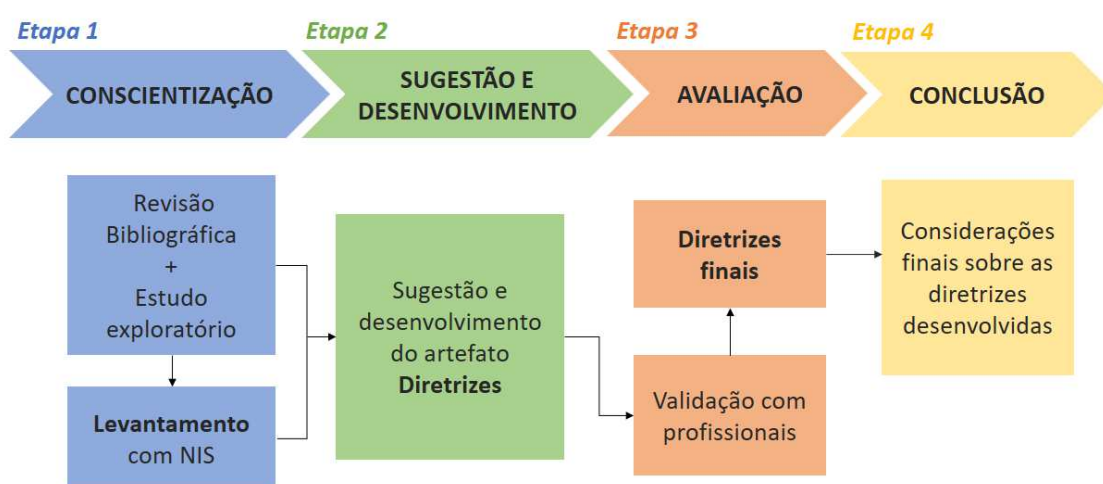 Etapa 1
CONSCIENTIZAÇÃO
Etapa 2
SUGESTÃO E
DESENVOLVIMENTO
Etapa 3
AVALIAÇÃO
Etapa 4
CONCLUSÃO
Revisão
Bibliográfica
+
Estudo
exploratório
Levantamento
com NIS
Sugestão e
desenvolvimento
do artefato
Diretrizes
Diretrizes
finais
Validação com
profissionais
Considerações
finais sobre as
diretrizes
desenvolvidas